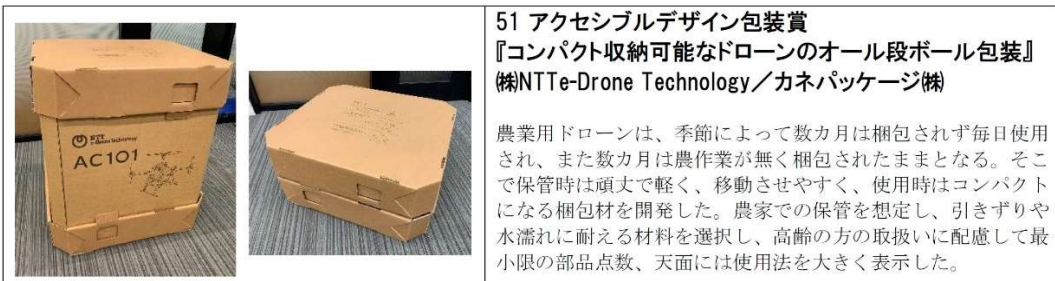 51 アクセシブルデザイン包装賞
『コンパクト収納可能なドローンのオール段ボール包装』
㈱NTTe-Drone Technology／カネパッケージ㈱
農業用ドローンは、季節によって数カ月は梱包されず毎日使用
され、また数カ月は農作業が無く梱包されたままとなる。そこ
で保管時は頑丈で軽く、移動させやすく、使用時はコンパクト
になる梱包材を開発した。農家での保管を想定し、引きずりや
水濡れに耐える材料を選択し、高齢の方の取扱いに配慮して最
小限の部品点数、天面には使用法を大きく表示した。
AC101